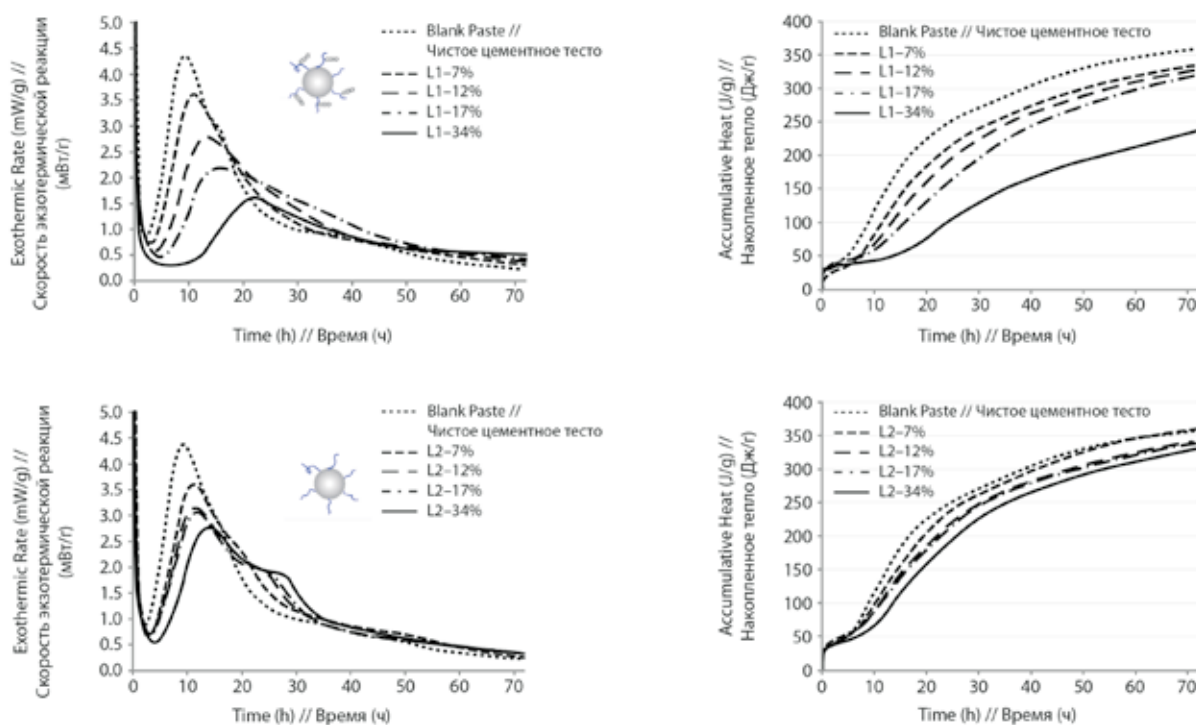 Exothermic Rate (mW/g) //
Скорость экзотермической реакции
(мВт/г)
5.0
4.5
4.0
3.5
3.0
2.5
2.0
1.5
1.0
0.5
0.0
Blank Paste //
Чистое цементное тесто
L1–7%
L1–12%
L1–17%
L1–34%
0 10 20 30 40 50 60 70
Time (h) // Время (ч)
Accumulative Heat (J/g) //
Накопленное тепло (Дж/г)
400
350
300
250
200
150
100
50
0
Blank Paste // Чистое цементное тесто
L1–7%
L1–12%
L1–17%
L1–34%
0 10 20 30 40 50 60 70
Time (h) // Время (ч)
Exothermic Rate (mW/g) //
Скорость экзотермической реакции
(мВт/г)
5.0
4.5
4.0
3.5
3.0
2.5
2.0
1.5
1.0
0.5
0.0
Blank Paste //
Чистое цементное тесто
L2–7%
L2–12%
L2–17%
L2–34%
0 10 20 30 40 50 60 70
Time (h) // Время (ч)
Accumulative Heat (J/g) //
Накопленное тепло (Дж/г)
400
350
300
250
200
150
100
50
0
Blank Paste // Чистое цементное тесто
L2–7%
L2–12%
L2–17%
L2–34%
0 10 20 30 40 50 60 70
Time (h) // Время (ч)